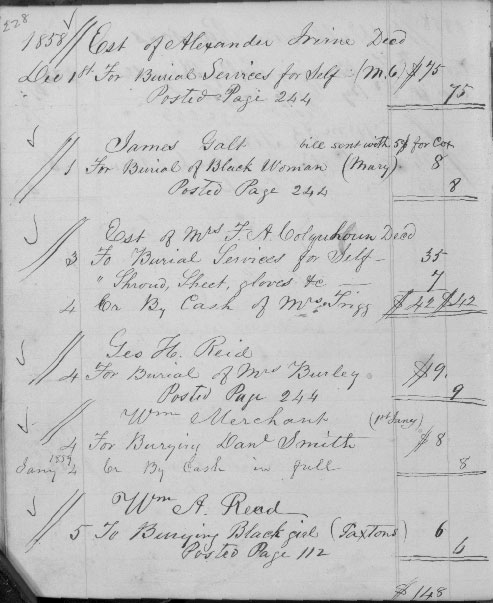 228
1858 Est of Alexander Irvine Decd
Dec 1st For Burial Services for Self (M.C) $75
75
Posted Page 244
James Galt bill sent with 5$ for Cox
1 For Burial of Black Woman (Mary) 8
8
Posted Page 244
Est of Mrs F. A. Colquhoun Decd
3 To Burial Services for Self 35
" Shroud, Sheet, gloves &c 7
4 Cr By Cash of Mrs Trigg $42 $42
Geo H. Reid
4 For Burial of Mrs Burley $9.
9
Posted Page 244
Wm Merchant (1st Jany)
4 For Burying Danl Smith $8
Jany 1859 4 Cr By Cash in full 8
Wm A. Read
5 To Burying Black girl (Paxtons) 6
6
Posted Page 112
$148